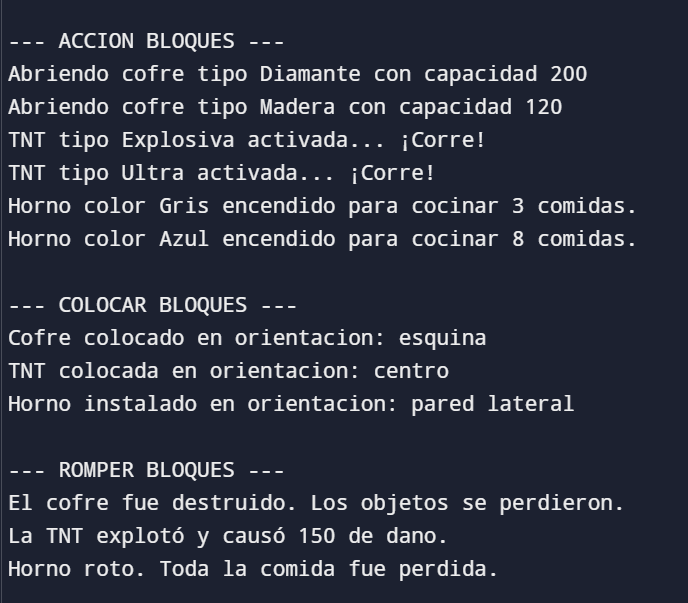 --- ACCION BLOQUES ---
Abriendo cofre tipo Diamante con capacidad 200
Abriendo cofre tipo Madera con capacidad 120
TNT tipo Explosiva activada... ¡Corre!
TNT tipo Ultra activada... ¡Corre!
Horno color Gris encendido para cocinar 3 comidas.
Horno color Azul encendido para cocinar 8 comidas.
--- COLOCAR BLOQUES ---
Cofre colocado en orientacion: esquina
TNT colocada en orientacion: centro
Horno instalado en orientacion: pared lateral
--- ROMPER BLOQUES ---
El cofre fue destruido. Los objetos se perdieron.
La TNT explotó y causó 150 de dano.
Horno roto. Toda la comida fue perdida.